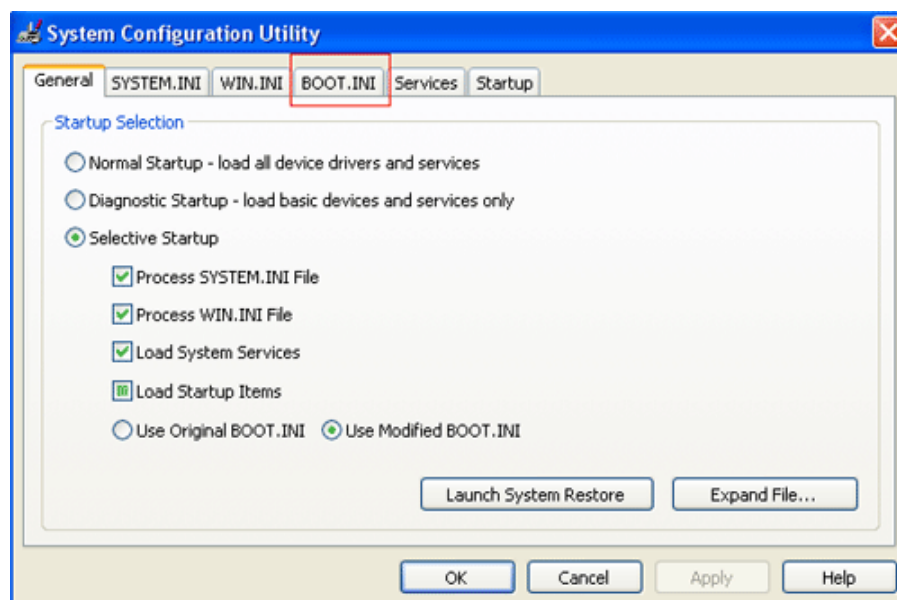 System Configuration Utility
General SYSTEM.INI WIN.INI BOOT.INI Services Startup
Startup Selection
Normal Startup - load all device drivers and services
Diagnostic Startup - load basic devices and services only
Selective Startup
Process SYSTEM.INI File
Process WIN.INI File
Load System Services
Load Startup Items
Use Original BOOT.INI Use Modified BOOT.INI
Launch System Restore Expand File...
OK Cancel Apply Help